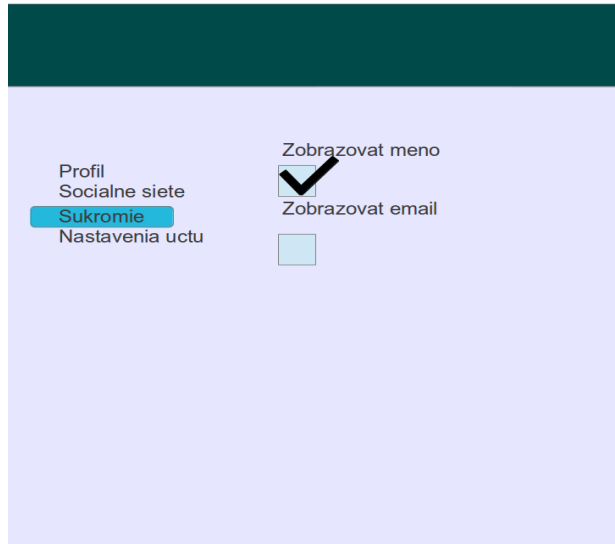 Profil
Socialne siete
Sukromie
Nastavenia uctu
Zobrazovat meno
Zobrazovat email